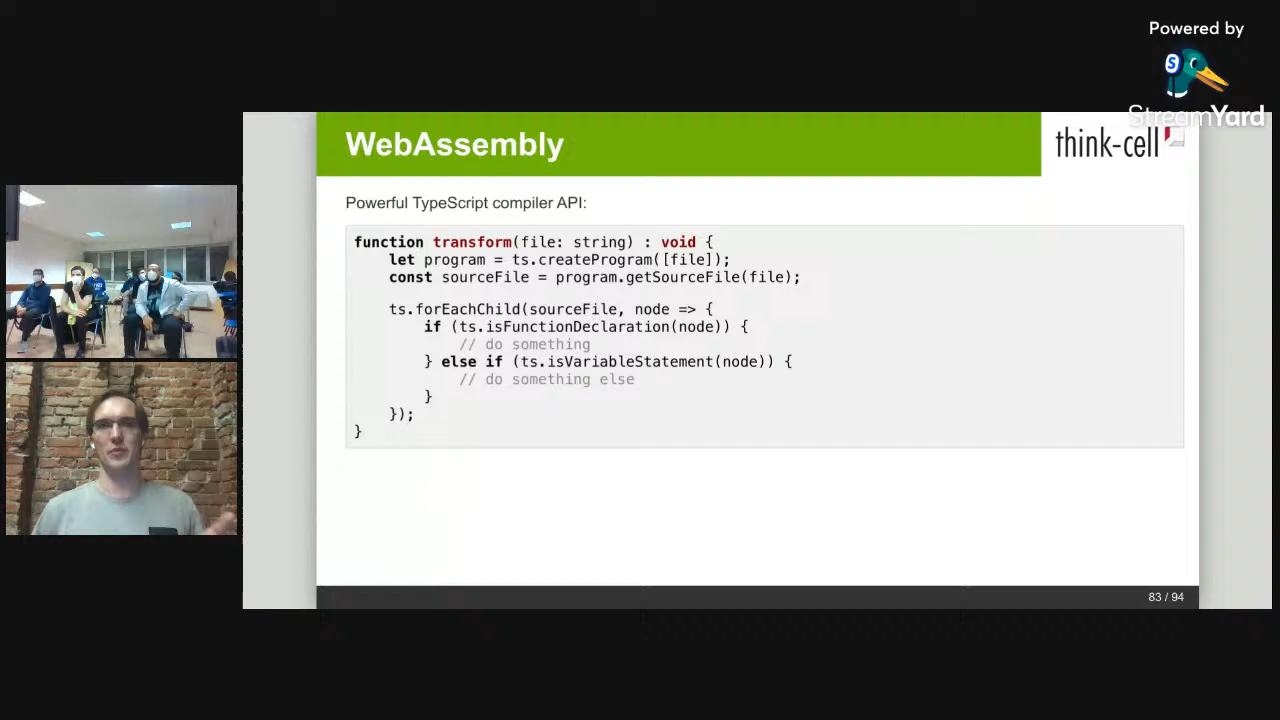 Powered by
StreamYard
WebAssembly
think-cell
Powerful TypeScript compiler API:
function transform(file: string) : void {
let program = ts.createProgram([file]);
const sourceFile = program.getSourceFile(file);
ts.forEachChild(sourceFile, node => {
if (ts.isFunctionDeclaration(node)) {
// do something
} else if (ts.isVariableStatement(node)) {
// do something else
}
});
}
83 / 94